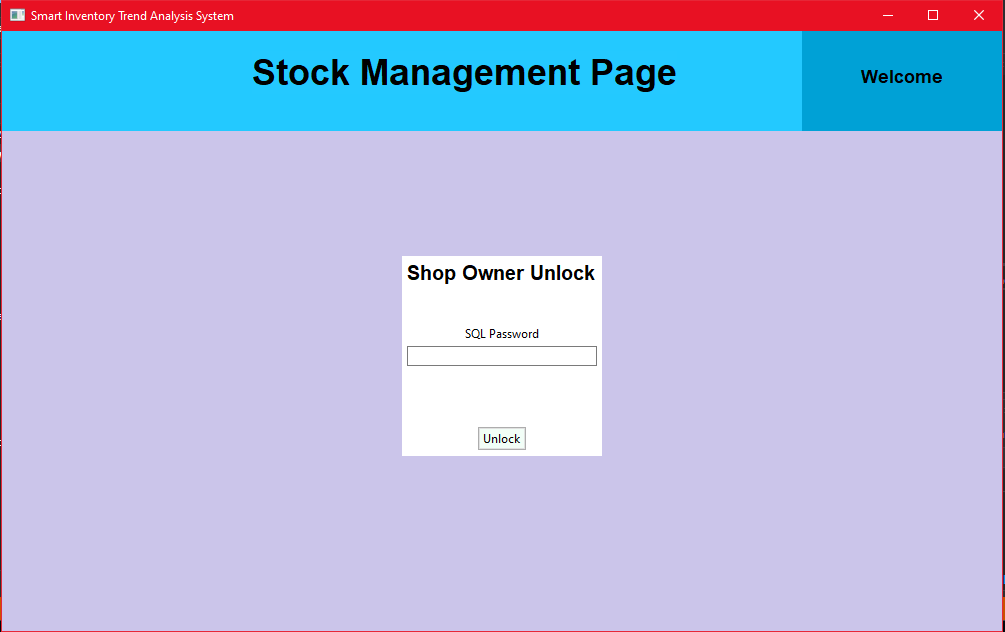 Smart Inventory Trend Analysis System
Stock Management Page
Welcome
Shop Owner Unlock
SQL Password
Unlock